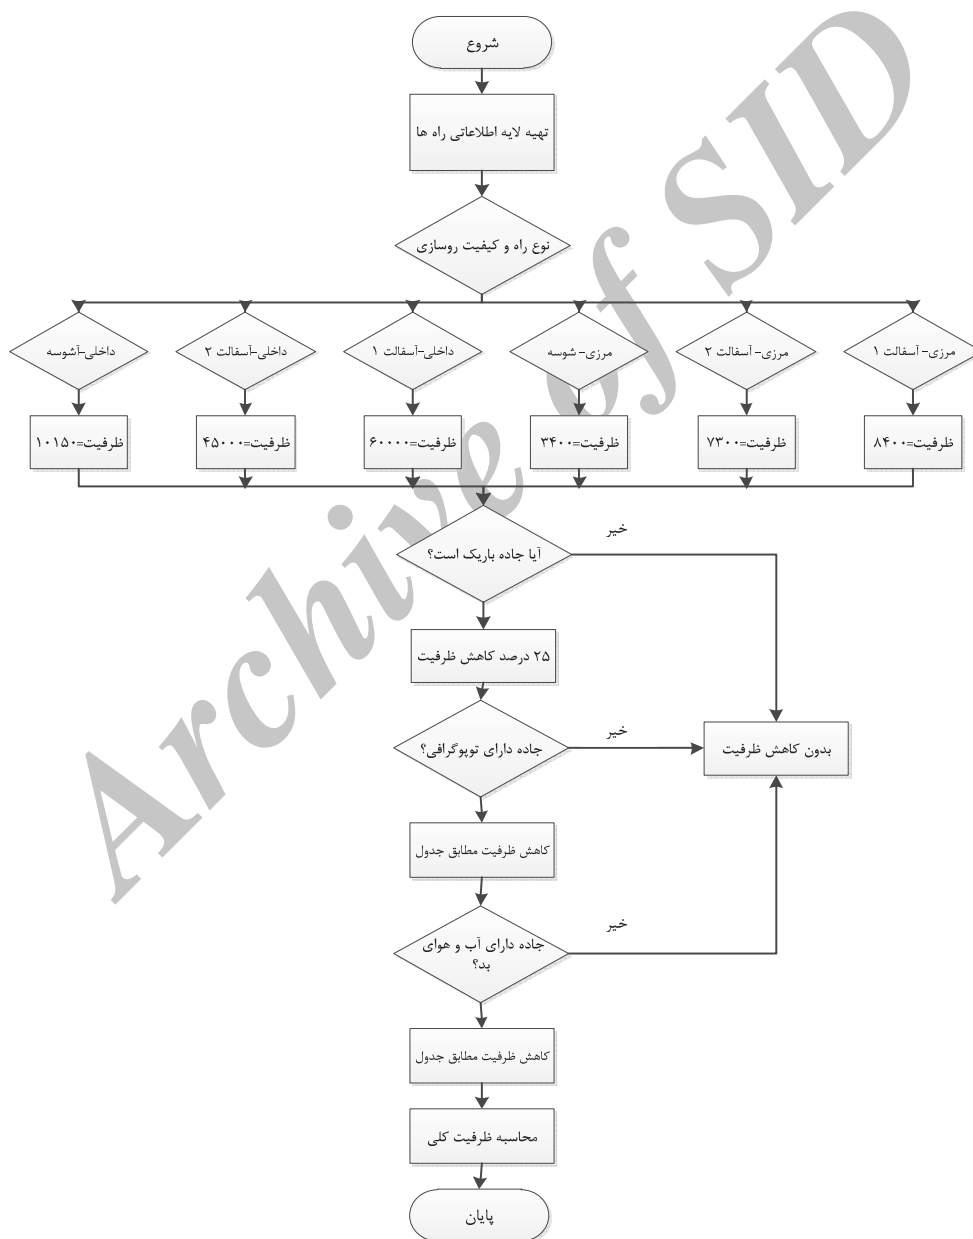 شروع
تهیه لایه اطلاعاتی راه ها
نوع راه و کیفیت روسازی
مرزی- آسفالت ۱
مرزی- آسفالت ۲
مرزی- شوسه
داخلی-آسفالت ۱
داخلی-آسفالت ۲
داخلی-آشوسه
ظرفیت=۸۴۰۰
ظرفیت=۷۳۰۰
ظرفیت=۳۴۰۰
ظرفیت=۶۰۰۰۰
ظرفیت=۴۵۰۰۰
ظرفیت=۱۰۱۵۰
آیا جاده باریک است؟
خیر
۲۵ درصد کاهش ظرفیت
جاده دارای توپوگرافی؟
خیر
بدون کاهش ظرفیت
کاهش ظرفیت مطابق جدول
جاده دارای آب و هوای
بد؟
خیر
کاهش ظرفیت مطابق جدول
محاسبه ظرفیت کلی
پایان
Archive of SID